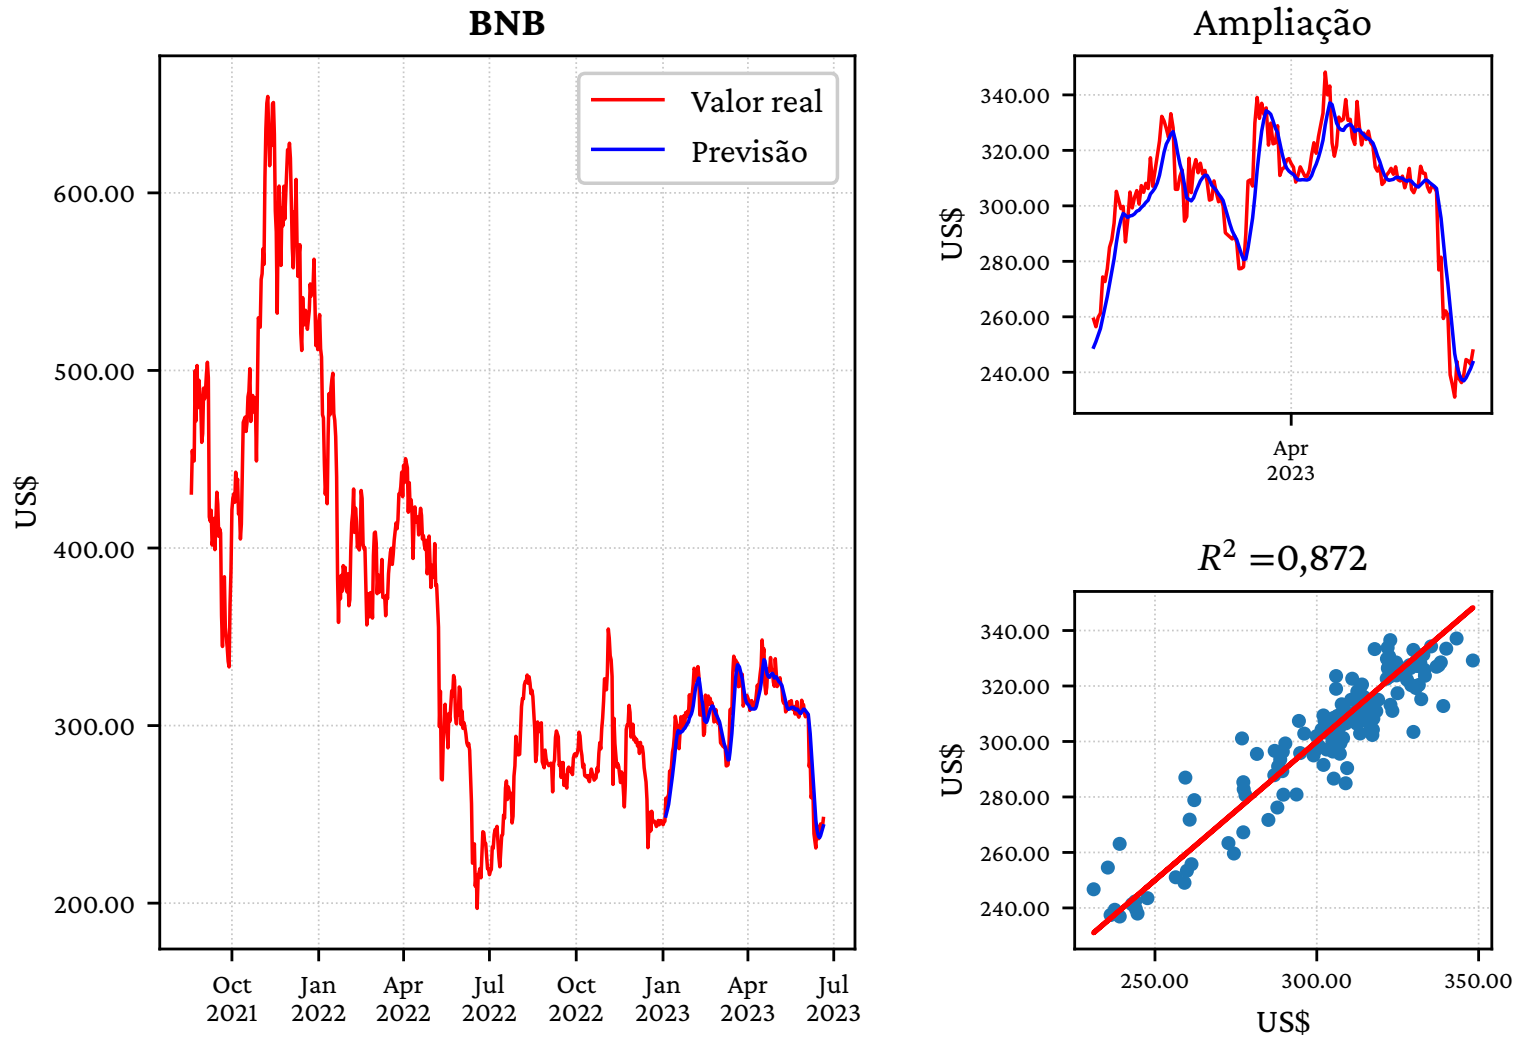 BNB
US$
600.00
500.00
400.00
300.00
200.00
Valor real
Previsão
Oct
2021
Jan
2022
Apr
2022
Jul
2022
Oct
2022
Jan
2023
Apr
2023
Jul
2023
Ampliação
US$
340.00
320.00
300.00
280.00
260.00
240.00
Apr
2023
R² =0,872
US$
340.00
320.00
300.00
280.00
260.00
240.00
250.00
300.00
350.00
US$